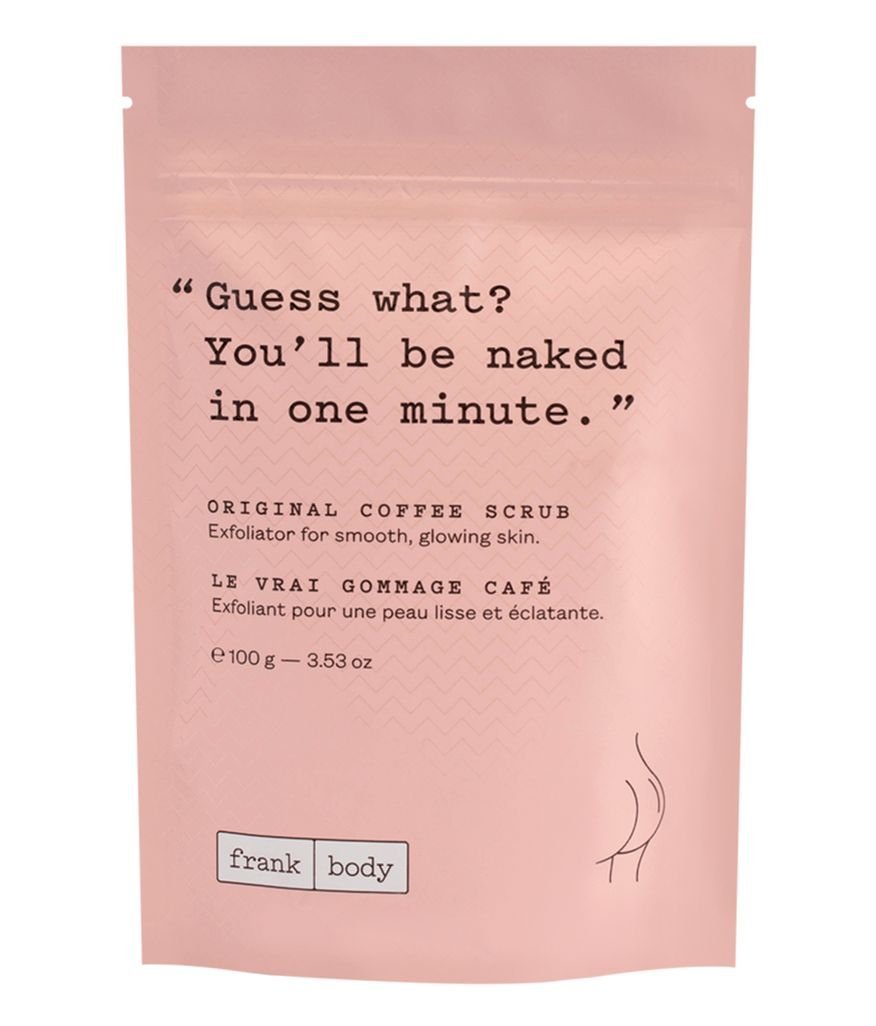 “Guess what?
You’ll be naked
in one minute.”
ORIGINAL COFFEE SCRUB
Exfoliator for smooth, glowing skin.
LE VRAI GOMMAGE CAFÉ
Exfoliant pour une peau lisse et éclatante.
℮ 100 g — 3.53 oz
frank body